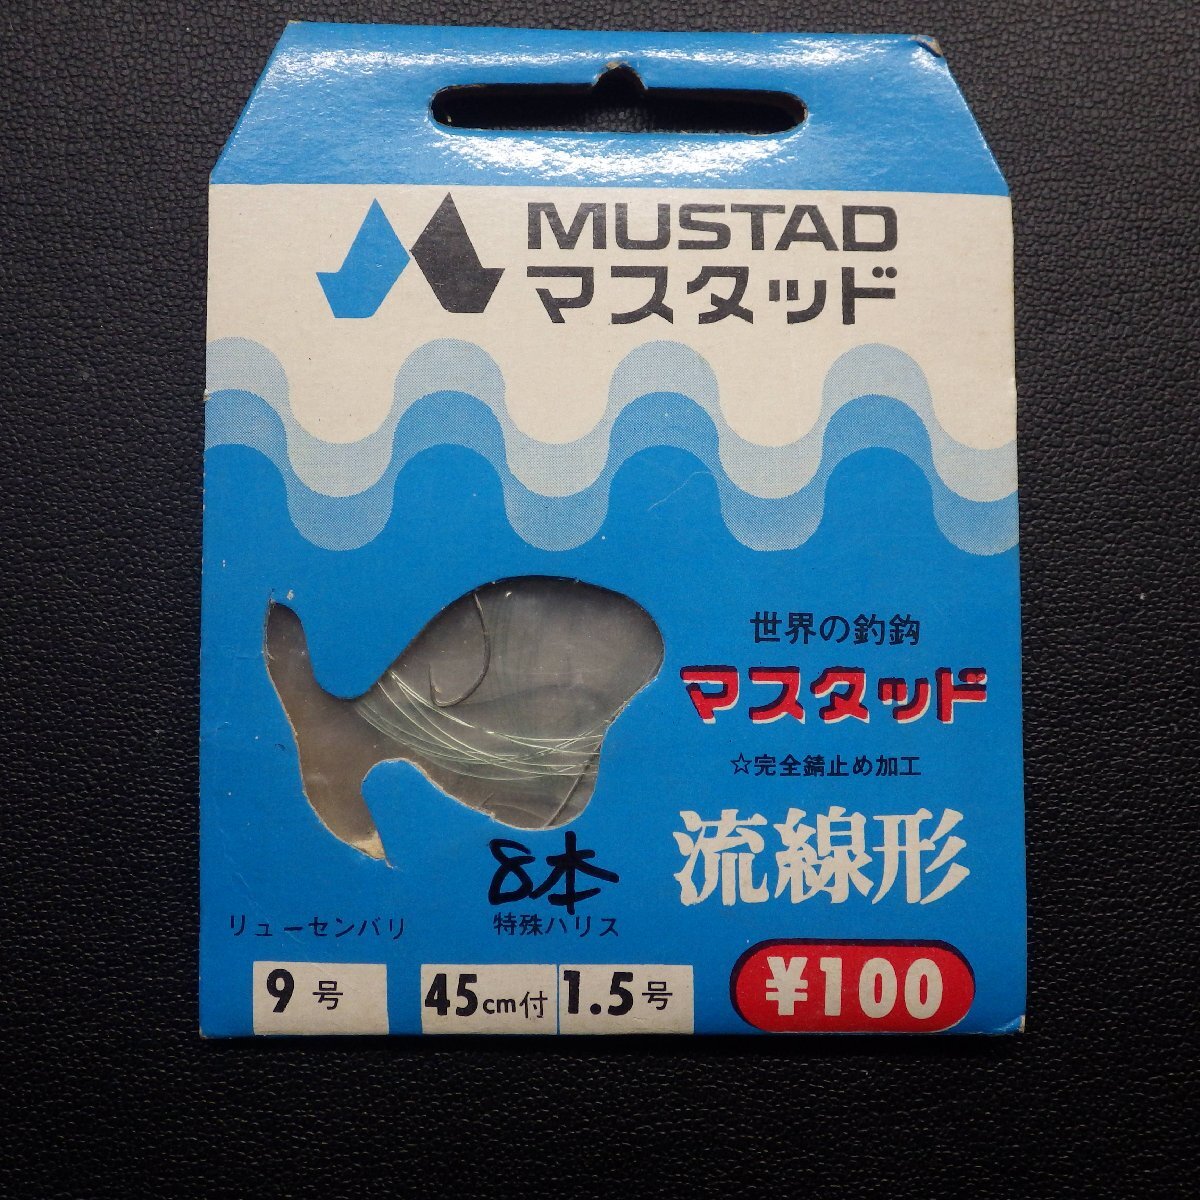 MUSTAD
マスタッド
世界の釣鈎
マスタッド
☆完全錆止め加工
流線形
8本
リューセンバリ
特殊ハリス
9号
45cm付
1.5号
¥100